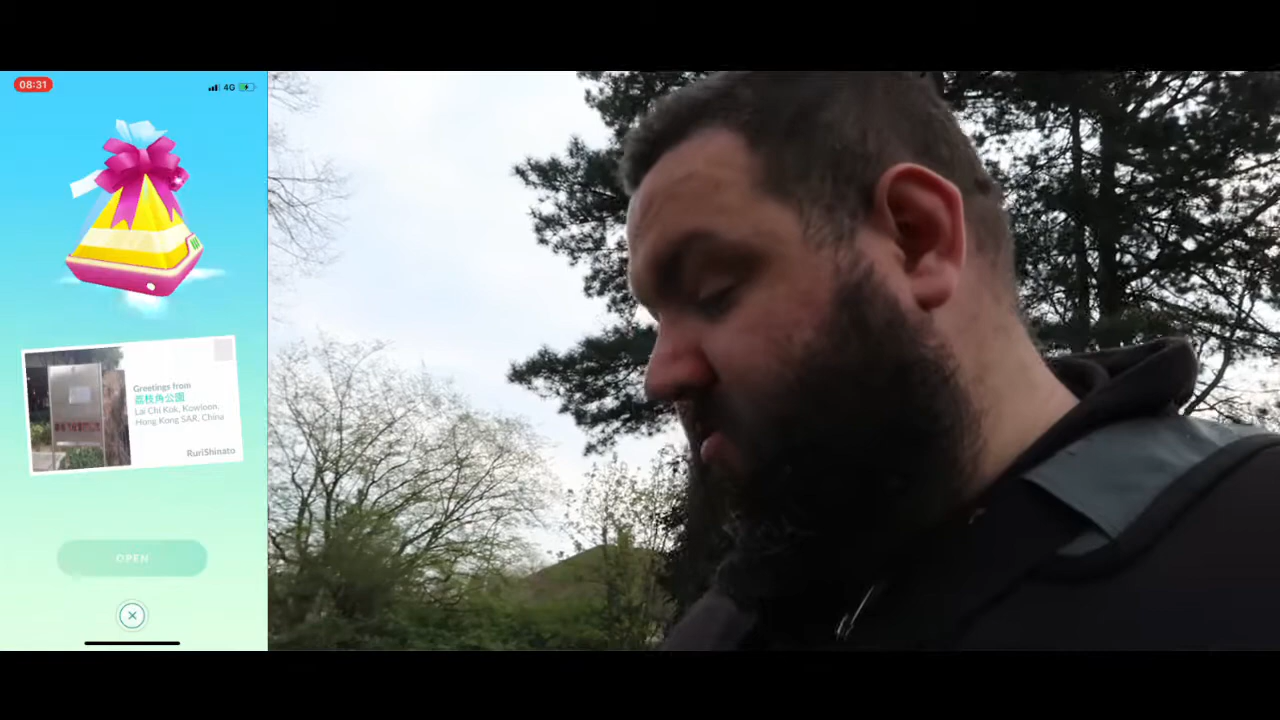 08:31
4G
Greetings from
荔枝角公園
Lai Chi Kok, Kowloon.
Hong Kong SAR, China
RuriShinato
OPEN